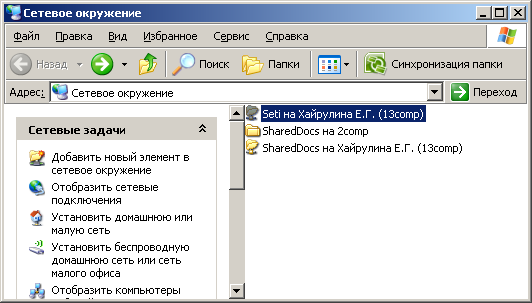 Сетевое окружение
Файл Правка Вид Избранное Сервис Справка
Назад Поиск Папки Синхронизация папки
Адрес: Сетевое окружение Переход
Сетевые задачи
Добавить новый элемент в
сетевое окружение
Отобразить сетевые
подключения
Установить домашнюю или
малую сеть
Установить беспроводную
домашнюю сеть или сеть
малого офиса
Отобразить компьютеры
Seti на Хайрулина Е.Г. (13comp)
SharedDocs на 2comp
SharedDocs на Хайрулина Е.Г. (13comp)